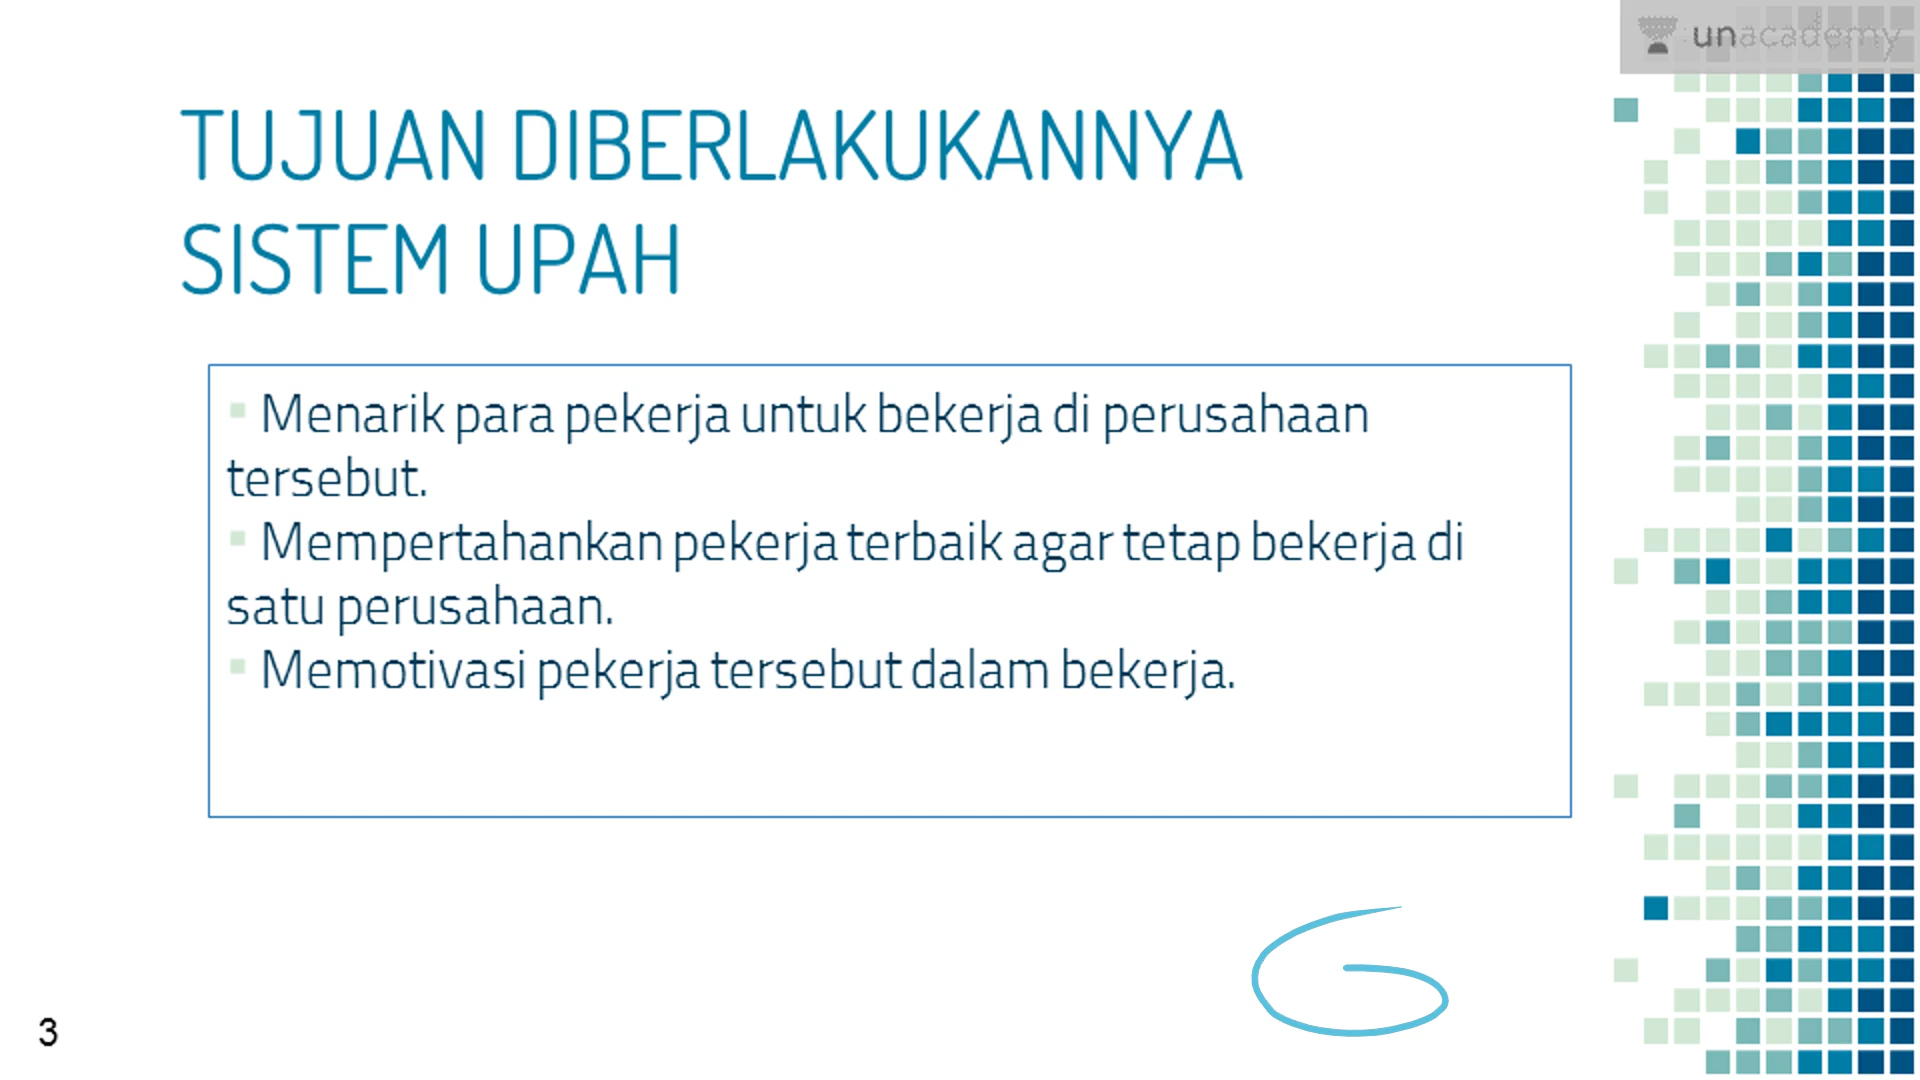 unacademy
TUJUAN DIBERLAKUKANNYA
SISTEM UPAH
▪ Menarik para pekerja untuk bekerja di perusahaan
tersebut.
▪ Mempertahankan pekerja terbaik agar tetap bekerja di
satu perusahaan.
▪ Memotivasi pekerja tersebut dalam bekerja.
3